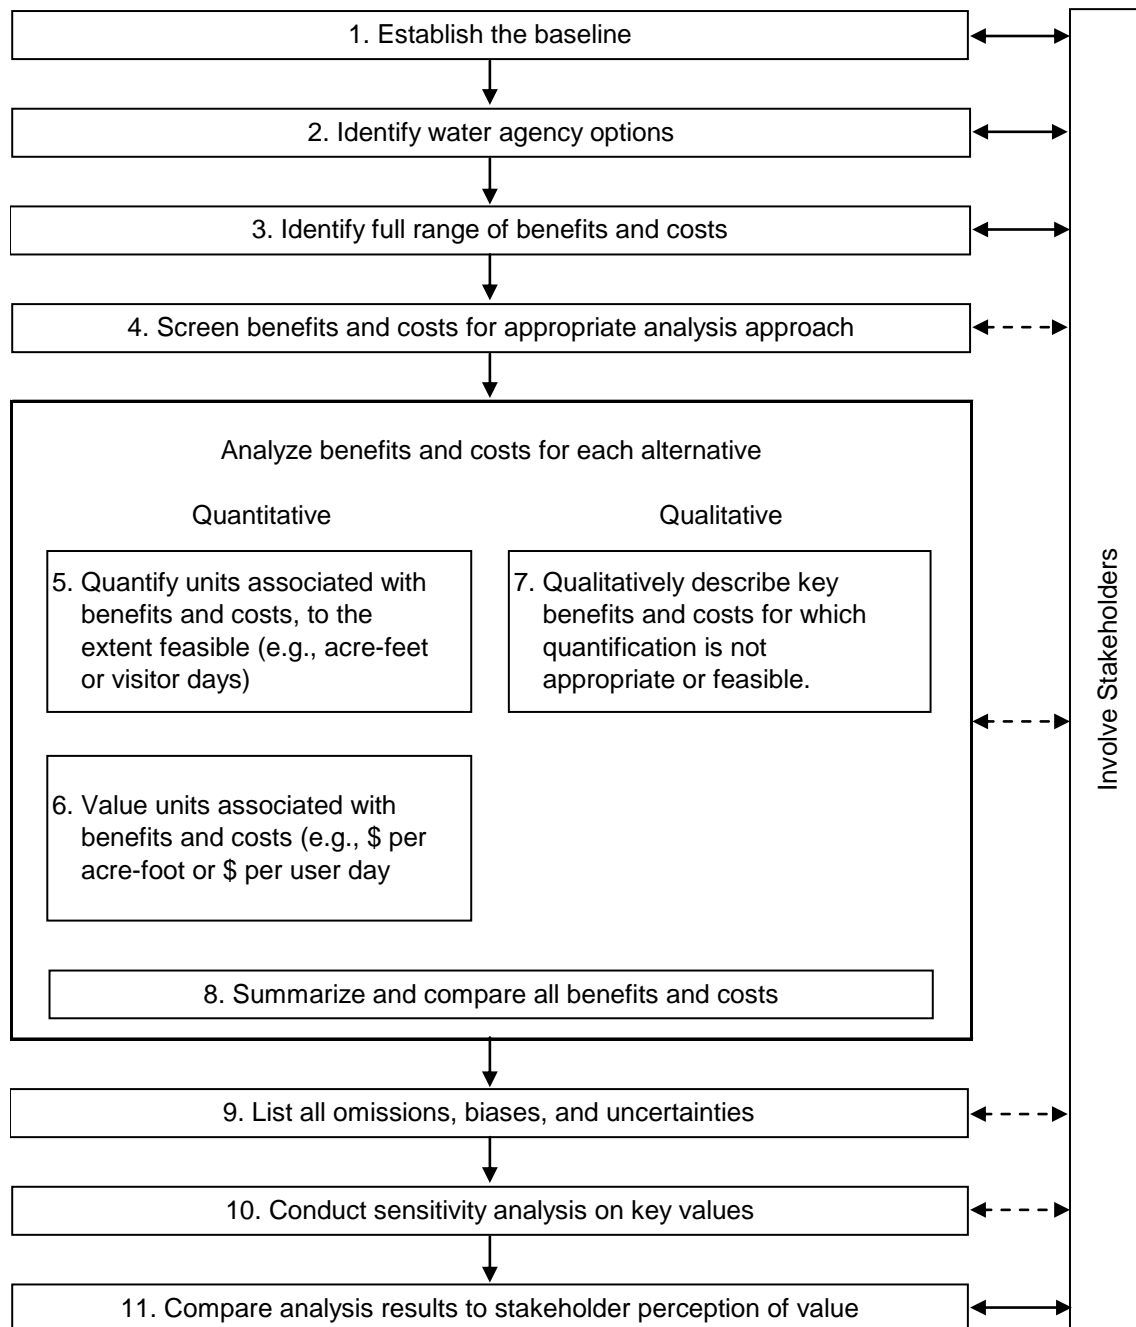 1. Establish the baseline
2. Identify water agency options
3. Identify full range of benefits and costs
4. Screen benefits and costs for appropriate analysis approach
Analyze benefits and costs for each alternative
Quantitative
Qualitative
5. Quantify units associated with
benefits and costs, to the
extent feasible (e.g., acre-feet
or visitor days)
7. Qualitatively describe key
benefits and costs for which
quantification is not
appropriate or feasible.
6. Value units associated with
benefits and costs (e.g., $ per
acre-foot or $ per user day
8. Summarize and compare all benefits and costs
9. List all omissions, biases, and uncertainties
10. Conduct sensitivity analysis on key values
11. Compare analysis results to stakeholder perception of value
Involve Stakeholders